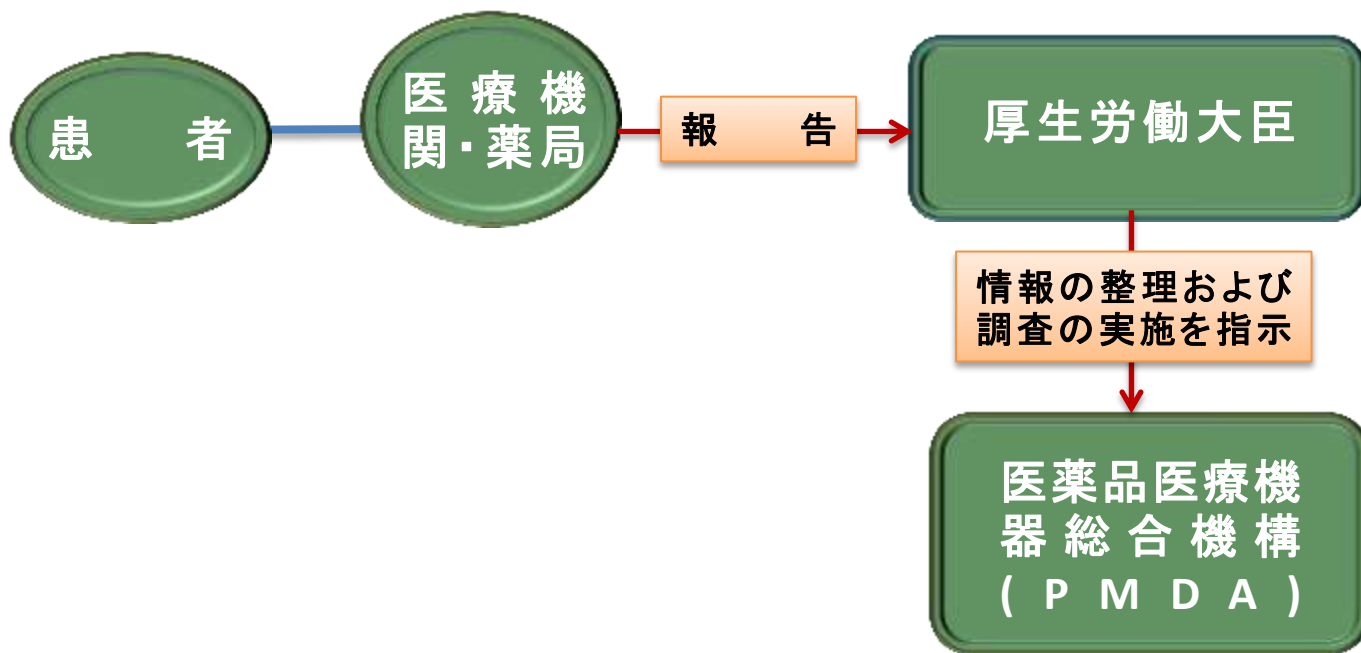 患者
医療機
関・薬局
報告
厚生労働大臣
情報の整理および
調査の実施を指示
医薬品医療機
器総合機構
(PMDA)